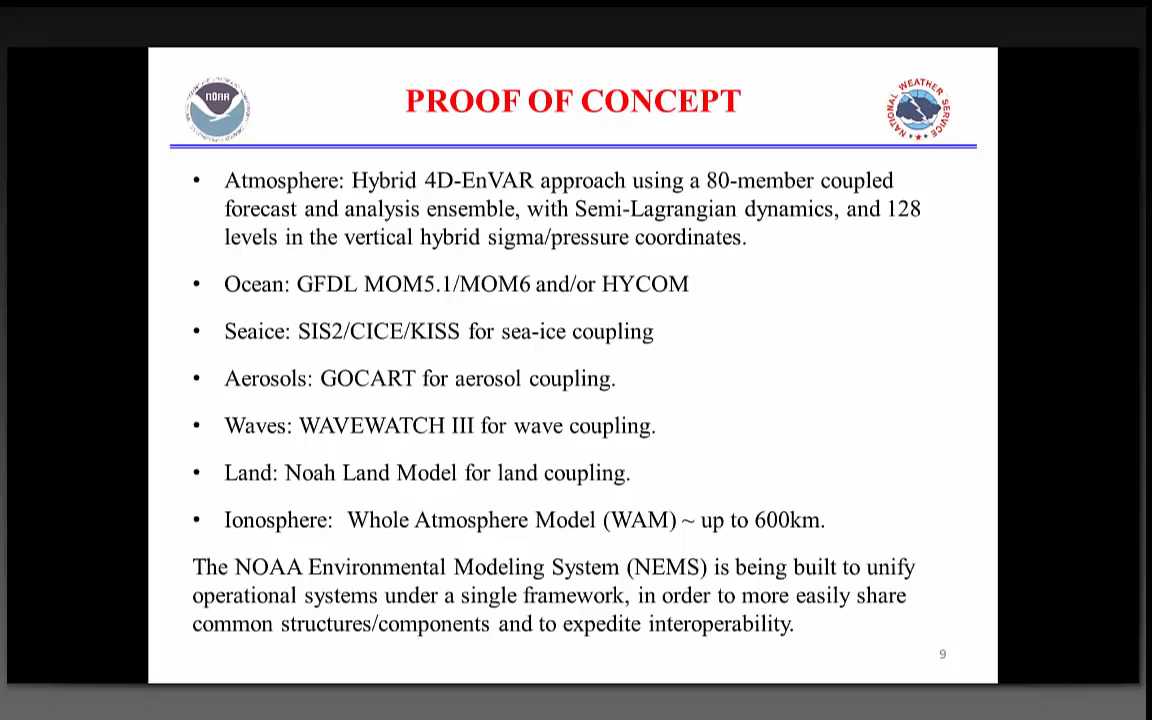 PROOF OF CONCEPT
NOAA
NATIONAL WEATHER SERVICE
• Atmosphere: Hybrid 4D-EnVAR approach using a 80-member coupled
forecast and analysis ensemble, with Semi-Lagrangian dynamics, and 128
levels in the vertical hybrid sigma/pressure coordinates.
• Ocean: GFDL MOM5.1/MOM6 and/or HYCOM
• Seaice: SIS2/CICE/KISS for sea-ice coupling
• Aerosols: GOCART for aerosol coupling.
• Waves: WAVEWATCH III for wave coupling.
• Land: Noah Land Model for land coupling.
• Ionosphere:  Whole Atmosphere Model (WAM) ~ up to 600km.
The NOAA Environmental Modeling System (NEMS) is being built to unify
operational systems under a single framework, in order to more easily share
common structures/components and to expedite interoperability.
9